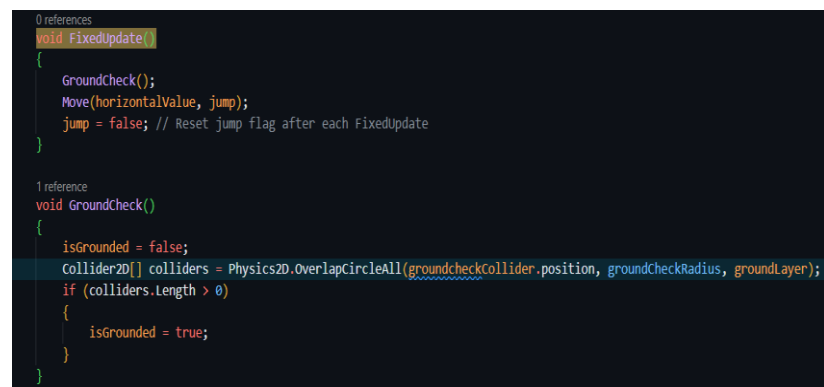 0 references
void FixedUpdate()
{
GroundCheck();
Move(horizontalValue, jump);
jump = false; // Reset jump flag after each FixedUpdate
}
1 reference
void GroundCheck()
{
isGrounded = false;
Collider2D[] colliders = Physics2D.OverlapCircleAll(groundcheckCollider.position, groundCheckRadius, groundLayer);
if (colliders.Length > 0)
{
isGrounded = true;
}
}